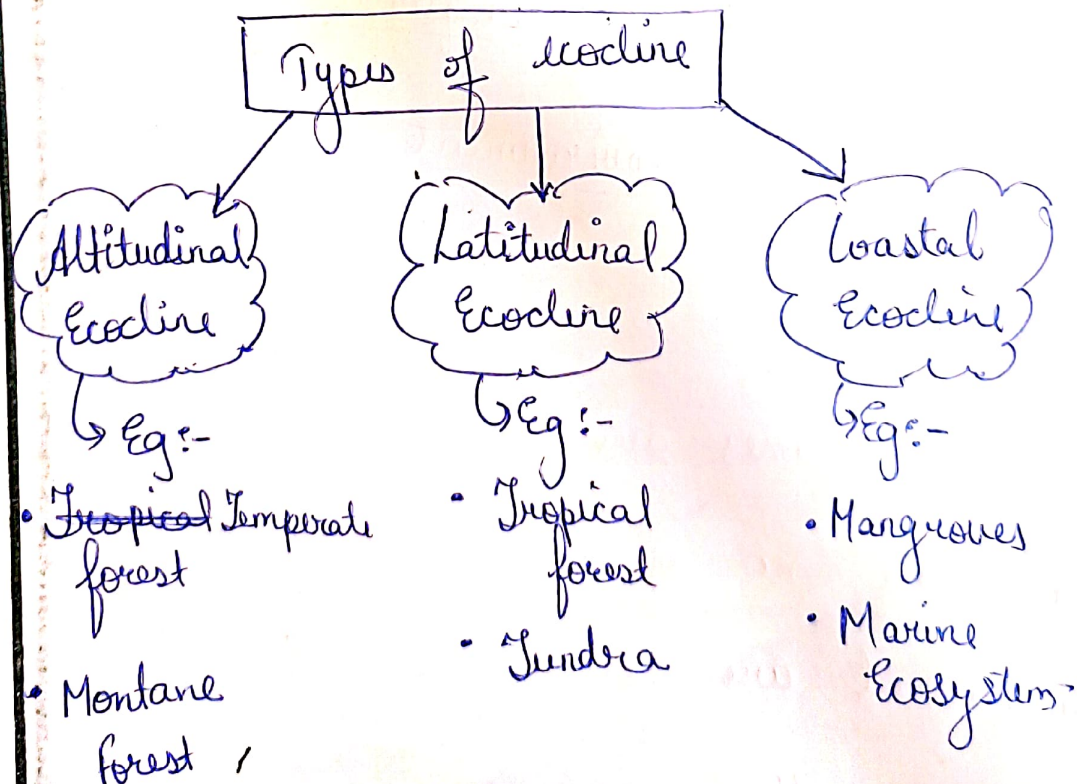 Types of ecocline
Altitudinal
Ecocline
Eg :-
• ~~Tropical~~ Temperate
forest
• Montane
forest
Latitudinal
Ecocline
Eg :-
• Tropical
forest
• Tundra
Coastal
Ecocline
Eg :-
• Mangroves
• Marine
Ecosystem